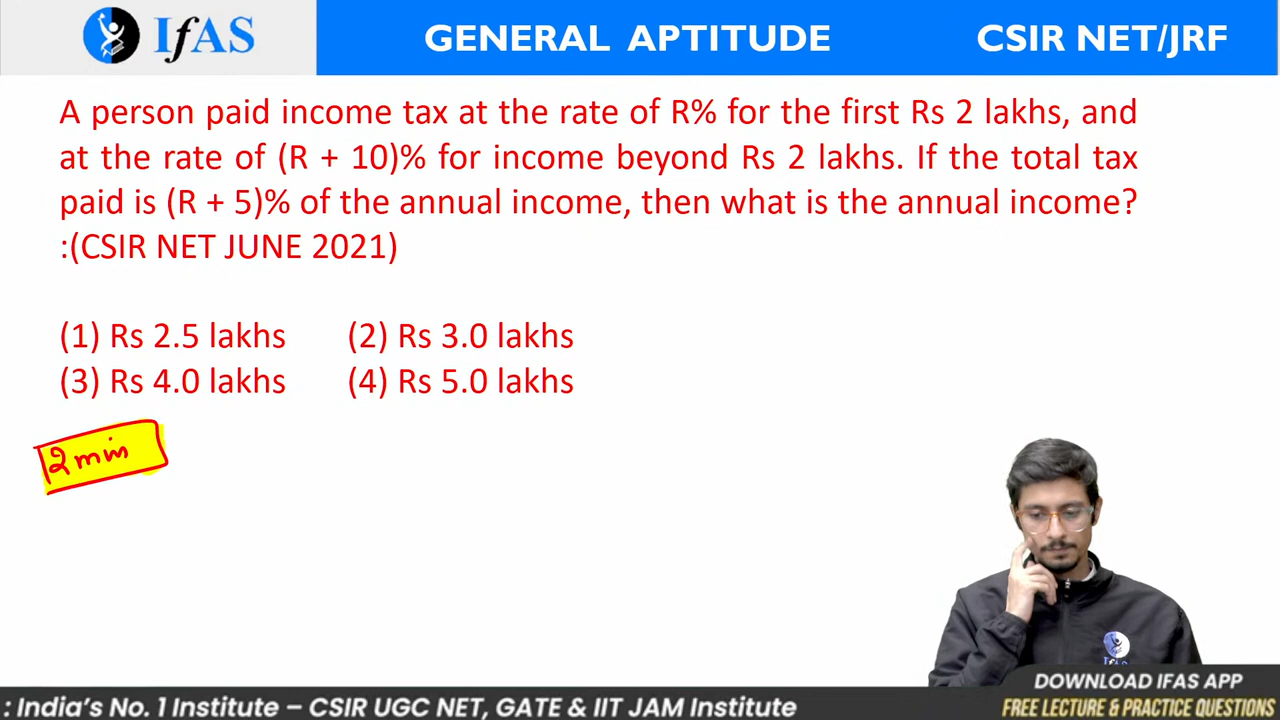 IfAS
GENERAL APTITUDE
CSIR NET/JRF
A person paid income tax at the rate of R% for the first Rs 2 lakhs, and
at the rate of (R + 10)% for income beyond Rs 2 lakhs. If the total tax
paid is (R + 5)% of the annual income, then what is the annual income?
:(CSIR NET JUNE 2021)
(1) Rs 2.5 lakhs (2) Rs 3.0 lakhs
(3) Rs 4.0 lakhs (4) Rs 5.0 lakhs
2 min
IfAS
DOWNLOAD IFAS APP
: India's No. 1 Institute – CSIR UGC NET, GATE & IIT JAM Institute
FREE LECTURE & PRACTICE QUESTIONS